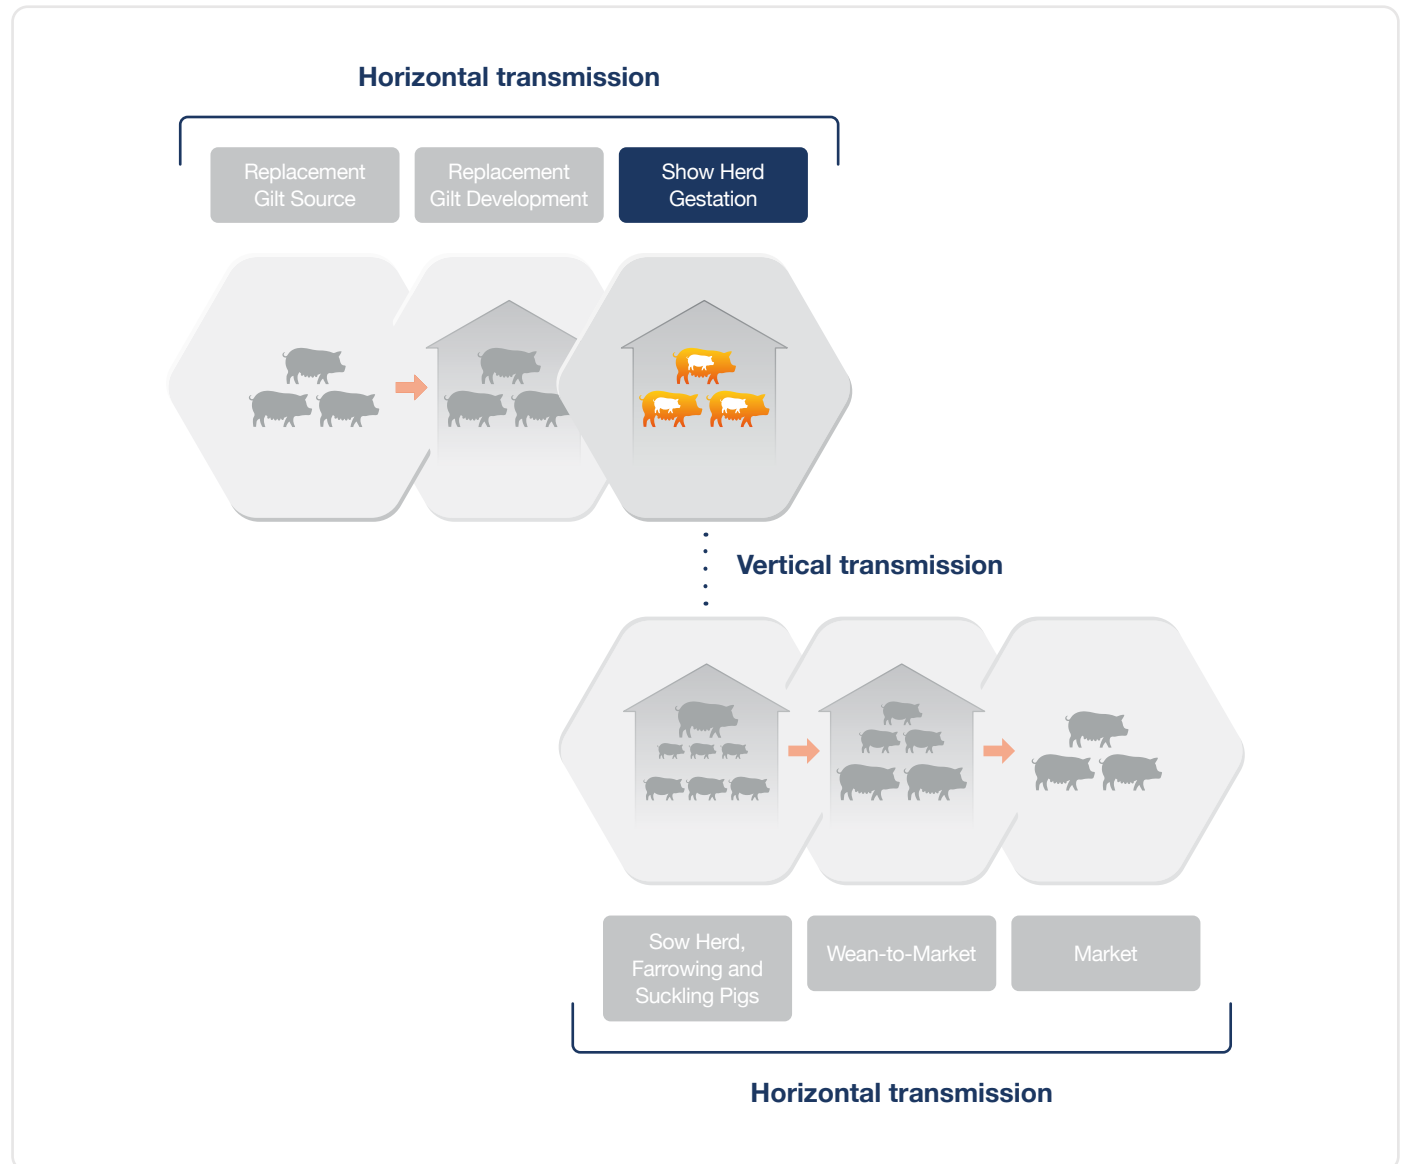 Horizontal transmission
Replacement
Gilt Source
Replacement
Gilt Development
Show Herd
Gestation
Vertical transmission
Sow Herd,
Farrowing and
Suckling Pigs
Wean-to-Market
Market
Horizontal transmission